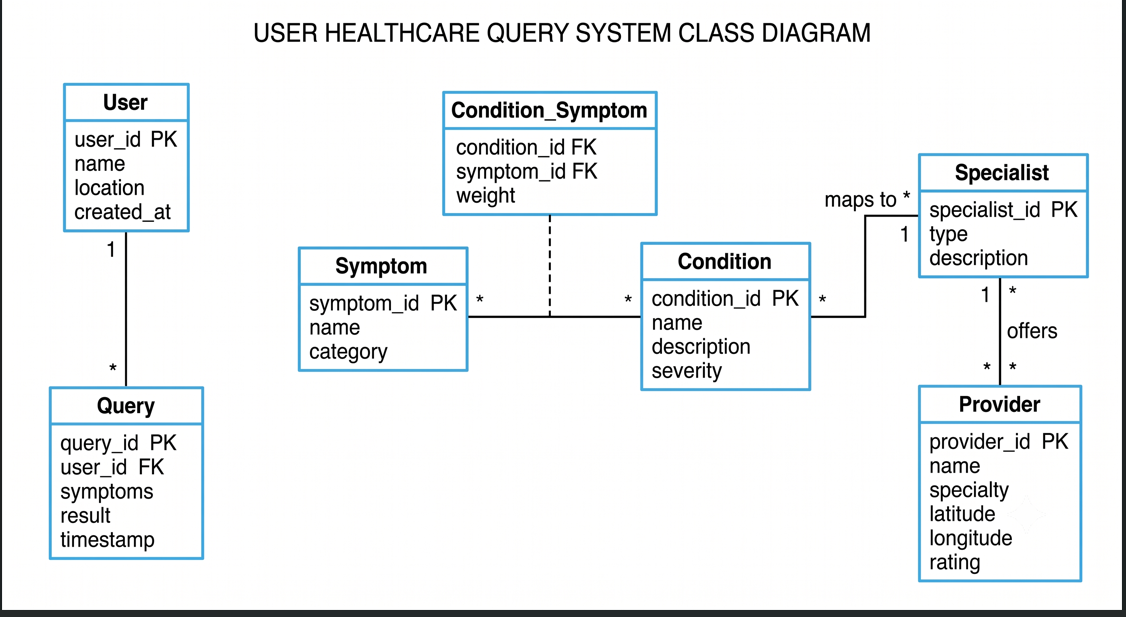 USER HEALTHCARE QUERY SYSTEM CLASS DIAGRAM
User
user_id PK
name
location
created_at
1
*
Query
query_id PK
user_id FK
symptoms
result
timestamp
Condition_Symptom
condition_id FK
symptom_id FK
weight
Symptom
symptom_id PK
name
category
*
*
Condition
condition_id PK
name
description
severity
*
maps to *
1
Specialist
specialist_id PK
type
description
1 *
offers
* *
Provider
provider_id PK
name
specialty
latitude
longitude
rating